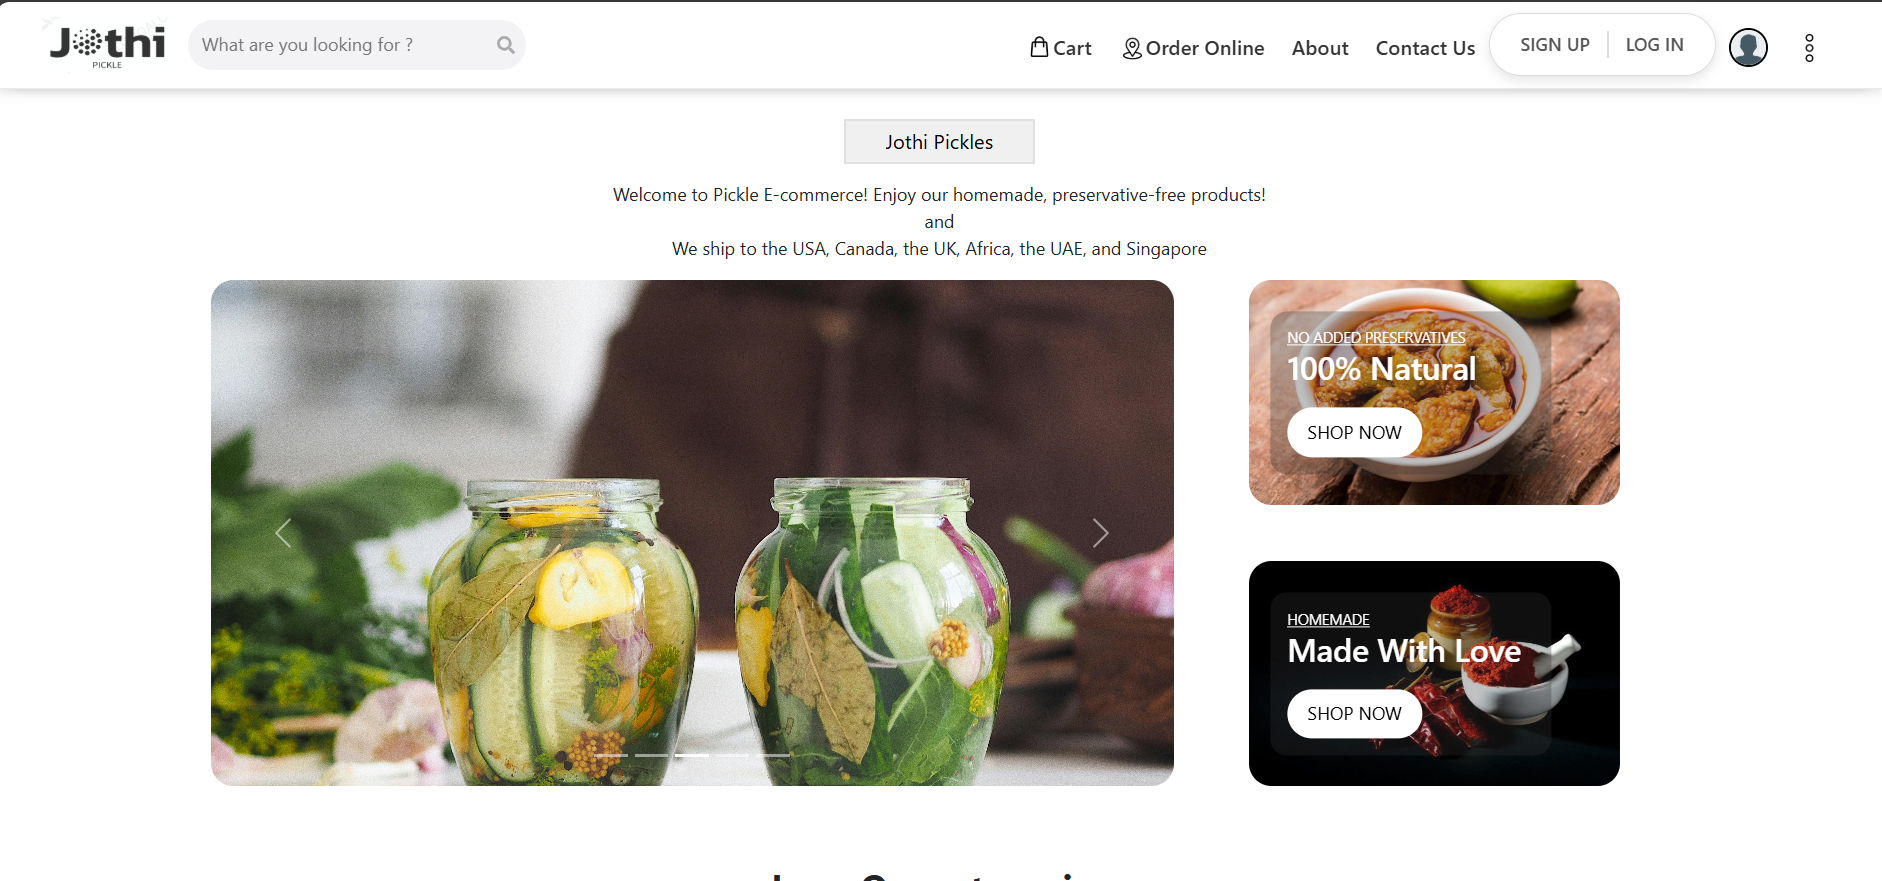 Jothi
PICKLE
What are you looking for ?
Cart
Order Online
About
Contact Us
SIGN UP
LOG IN
Jothi Pickles
Welcome to Pickle E-commerce! Enjoy our homemade, preservative-free products!
and
We ship to the USA, Canada, the UK, Africa, the UAE, and Singapore
NO ADDED PRESERVATIVES
100% Natural
SHOP NOW
HOMEMADE
Made With Love
SHOP NOW